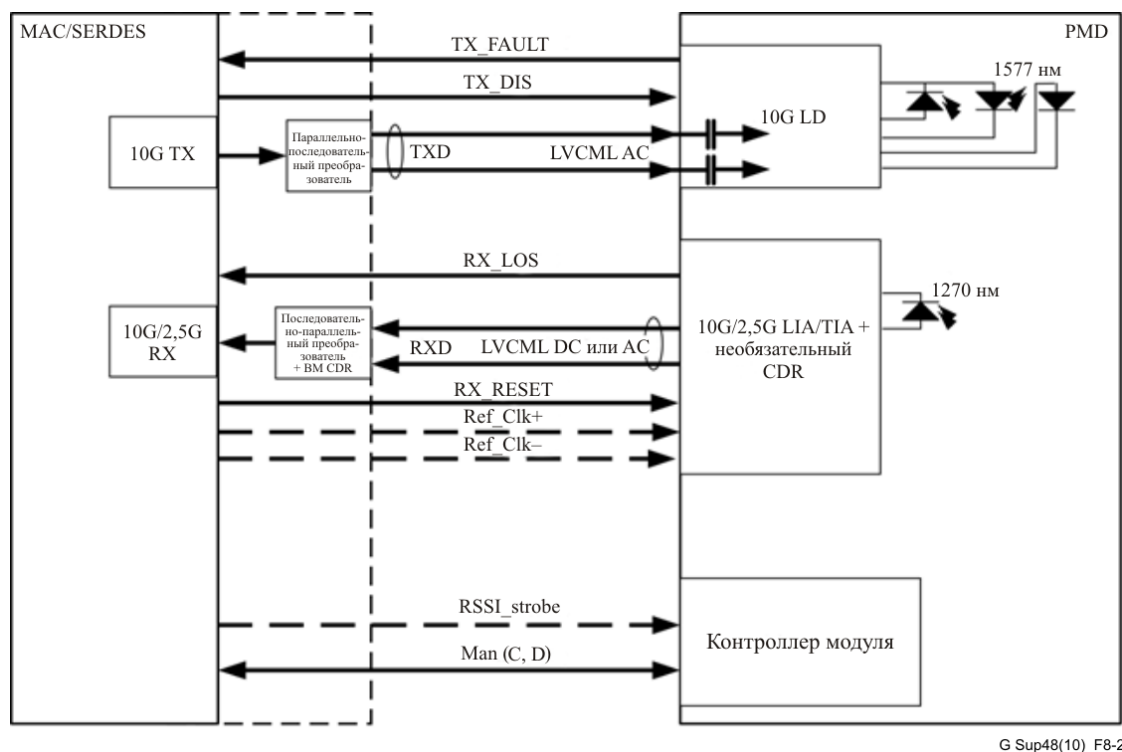 MAC/SERDES
PMD
TX_FAULT
TX_DIS
1577 нм
10G LD
10G TX
Параллельно-
последователь-
ный преобра-
зователь
TXD
LVCML AC
RX_LOS
1270 нм
10G/2,5G
RX
Последователь-
но-параллель-
ный преобра-
зователь
+ BM CDR
RXD
LVCML DC или AC
10G/2,5G LIA/TIA +
необязательный
CDR
RX_RESET
Ref_Clk+
Ref_Clk–
RSSI_strobe
Man (C, D)
Контроллер модуля
G Sup48(10)_F8-2